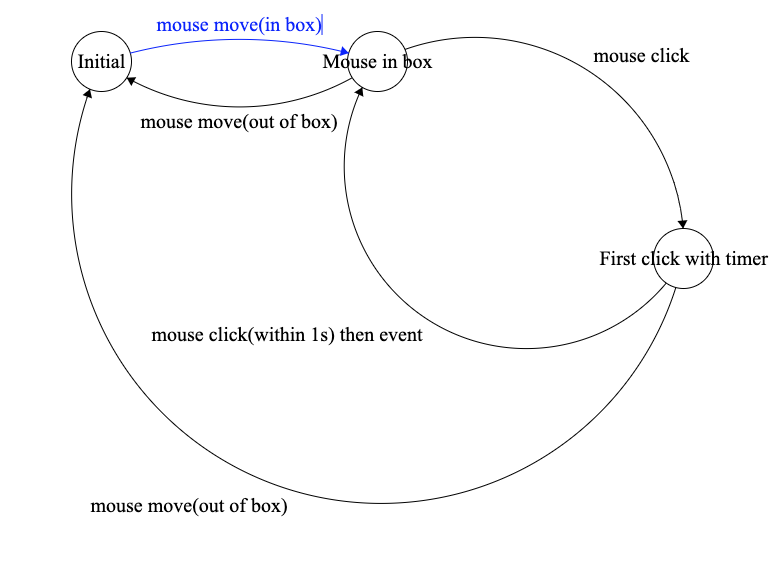 mouse move(in box)
Initial
Mouse in box
mouse click
mouse move(out of box)
First click with timer
mouse click(within 1s) then event
mouse move(out of box)